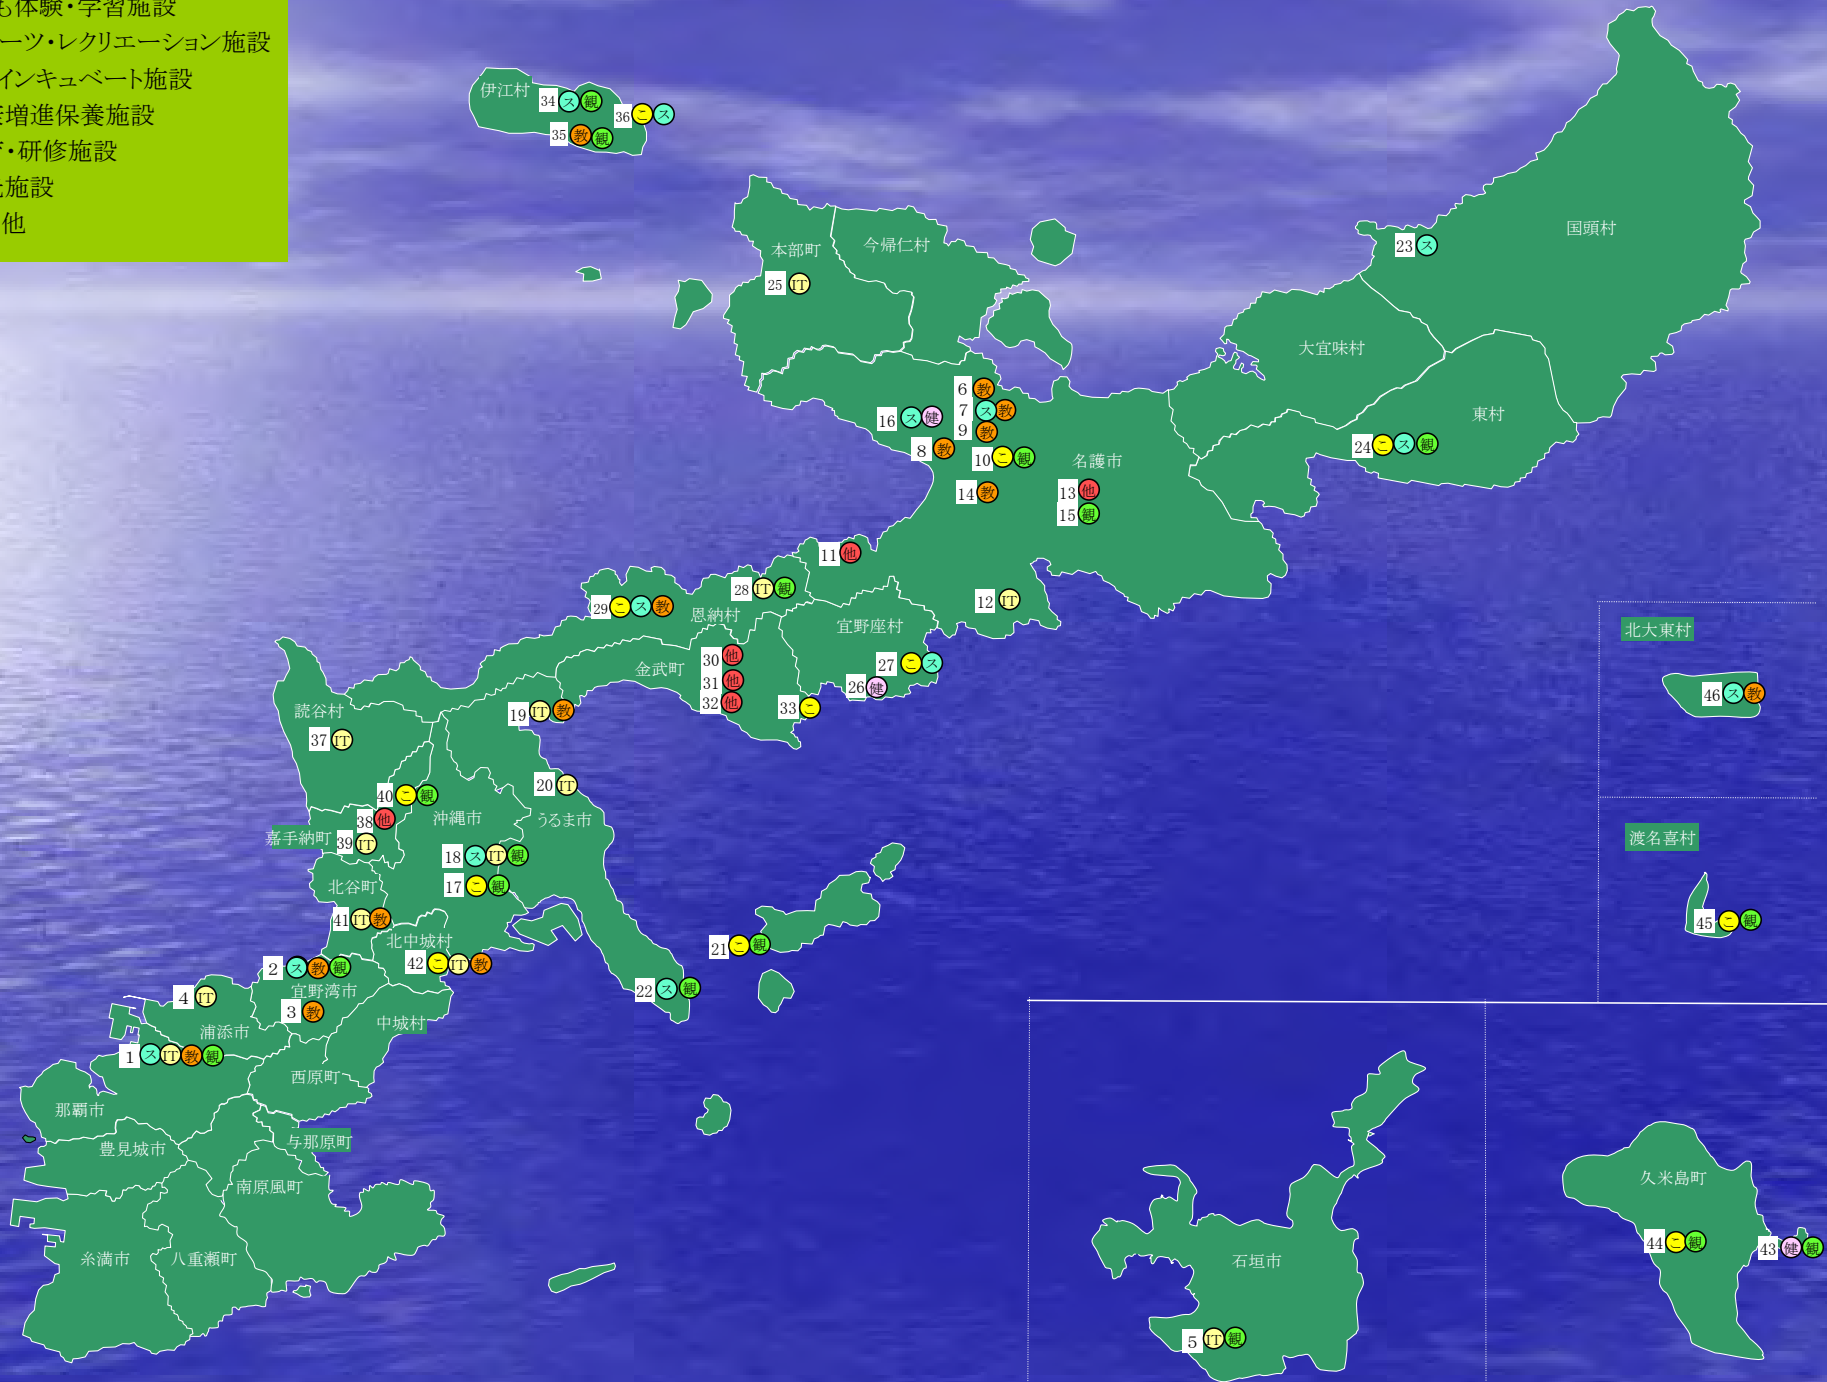 も体験・学習施設
ーツ・レクリエーション施設
インキュベート施設
増進保養施設
・研修施設
施設
他
伊江村
34 ス 観
36 こ ス
35 教 観
国頭村
23 ス
本部町
今帰仁村
25 IT
大宜味村
東村
24 こ ス 観
6 教
7 ス 教
16 ス 健
9 教
8 教
10 こ 観
名護市
14 教
13 他
15 観
11 他
28 IT 観
12 IT
29 こ ス 教
恩納村
宜野座村
27 こ ス
26 健
金武町
30 他
31 他
32 他
33 こ
北大東村
46 ス 教
読谷村
37 IT
19 IT 教
20 IT
40 こ 観
38 他
沖縄市
うるま市
嘉手納町
39 IT
18 ス IT 観
17 こ 観
北谷町
41 IT 教
渡名喜村
45 こ 観
北中城村
42 こ IT 教
21 こ 観
22 ス 観
2 ス 教 観
宜野湾市
4 IT
3 教
浦添市
中城村
1 ス IT 教 観
西原町
那覇市
豊見城市
与那原町
南原風町
糸満市
八重瀬町
石垣市
5 IT 観
久米島町
44 こ 観
43 健 観